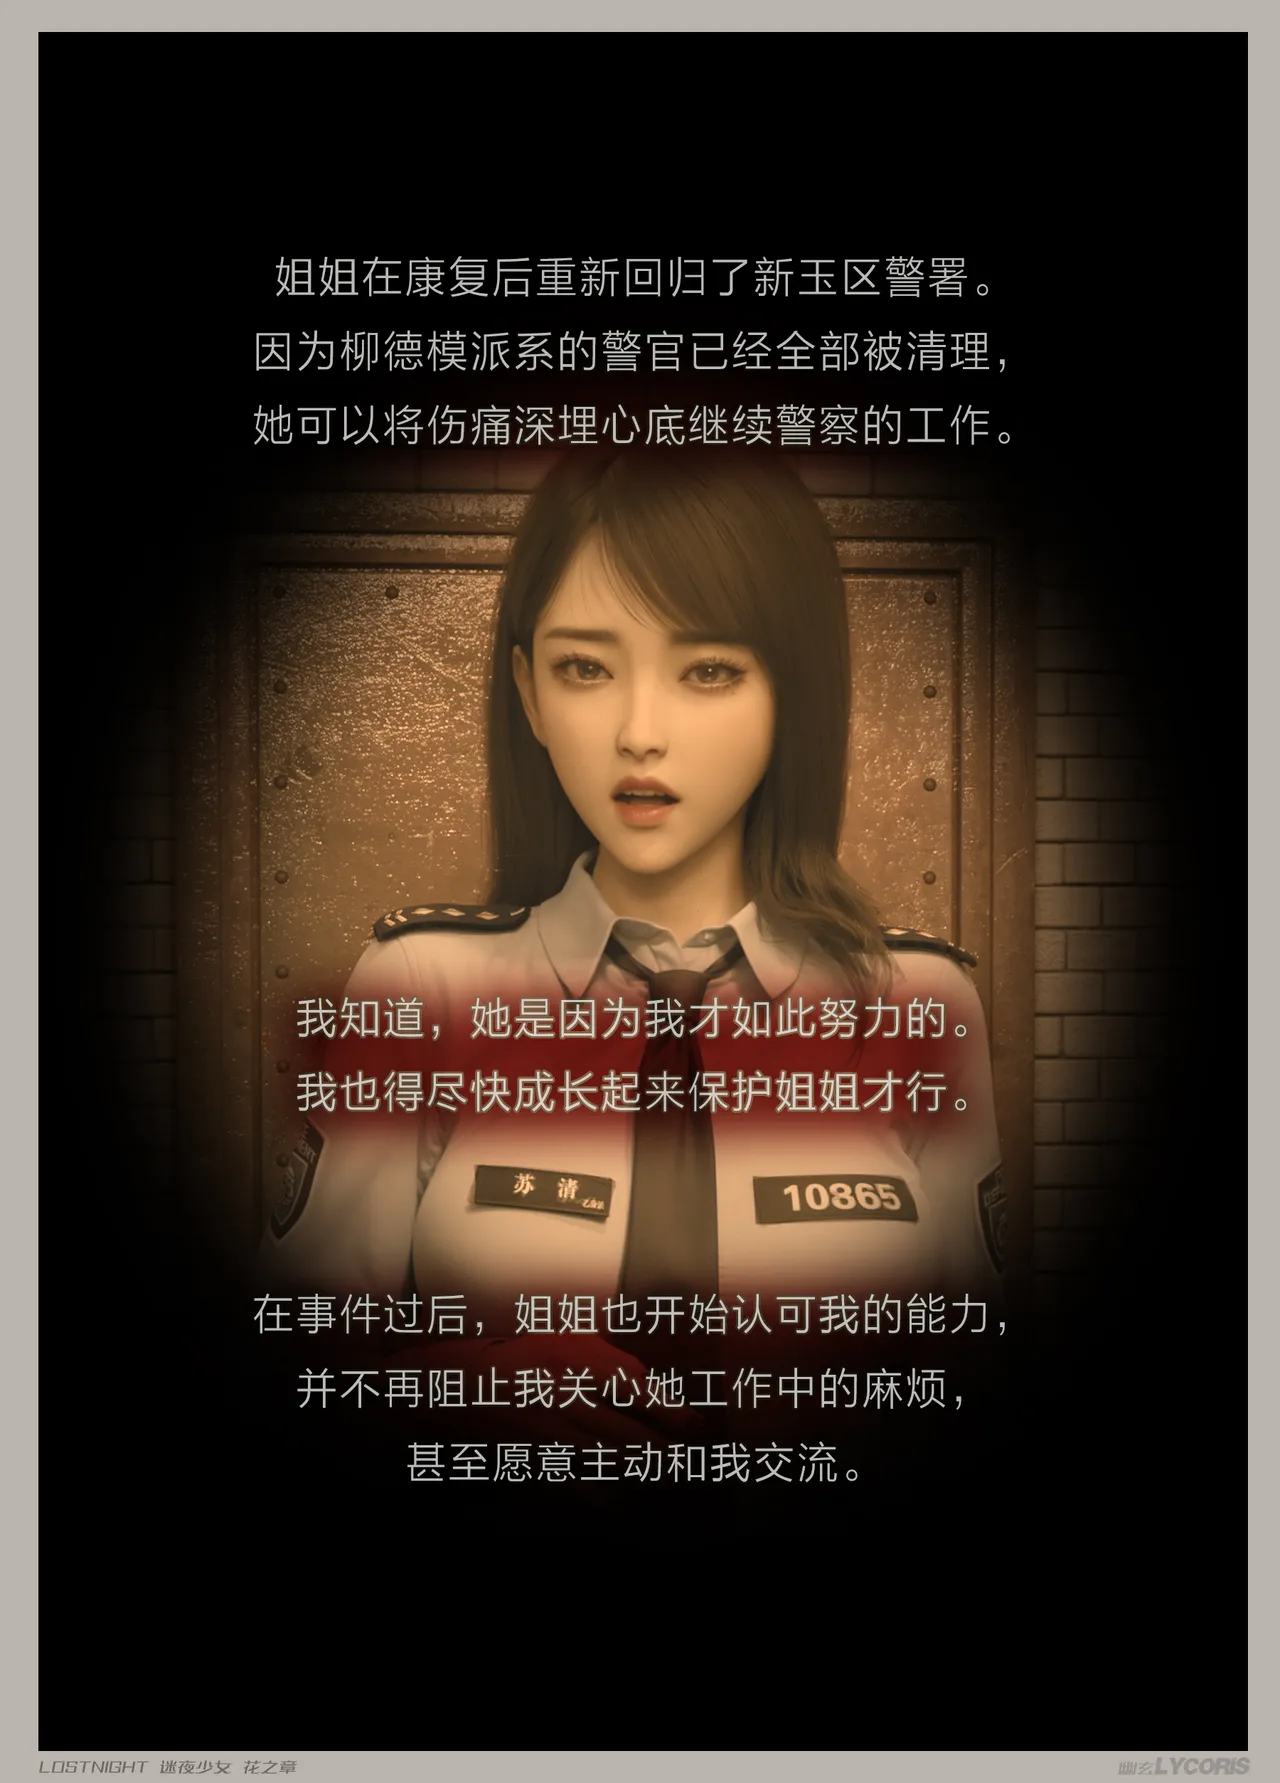 姐姐在康复后重新回归了新玉区警署。
因为柳德模派系的警官已经全部被清理，
她可以将伤痛深埋心底继续警察的工作。
我知道，她是因为我才如此努力的。
我也得尽快成长起来保护姐姐才行。
苏 清
10865
在事件过后，姐姐也开始认可我的能力，
并不再阻止我关心她工作中的麻烦，
甚至愿意主动和我交流。
LOSTNIGHT 迷夜少女 花之章
幽玄LYCORIS